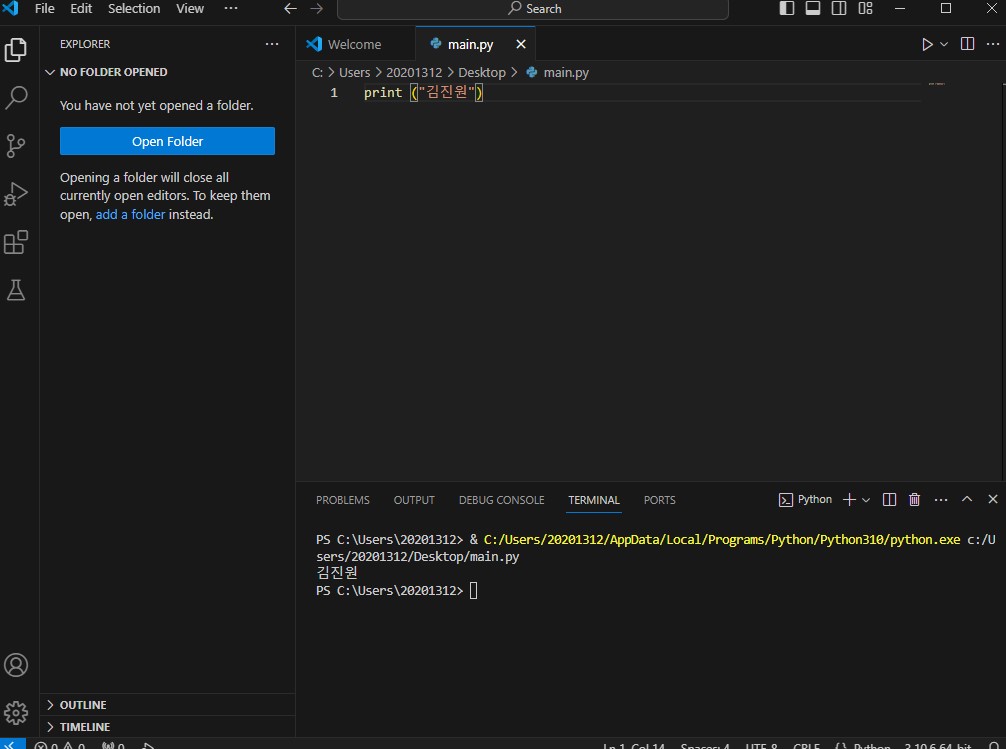 File Edit Selection View ··· Search
EXPLORER ···
NO FOLDER OPENED
You have not yet opened a folder.
Open Folder
Opening a folder will close all
currently open editors. To keep them
open, add a folder instead.
OUTLINE
TIMELINE
Welcome main.py
C: > Users > 20201312 > Desktop > main.py
1 print ("김진원")
PROBLEMS OUTPUT DEBUG CONSOLE TERMINAL PORTS Python
PS C:\Users\20201312> & C:/Users/20201312/AppData/Local/Programs/Python/Python310/python.exe c:/U
sers/20201312/Desktop/main.py
김진원
PS C:\Users\20201312>
0 0 0 Ln 1, Col 14 Spaces: 4 UTF-8 CRLF {} Python 3.10.6 64-bit